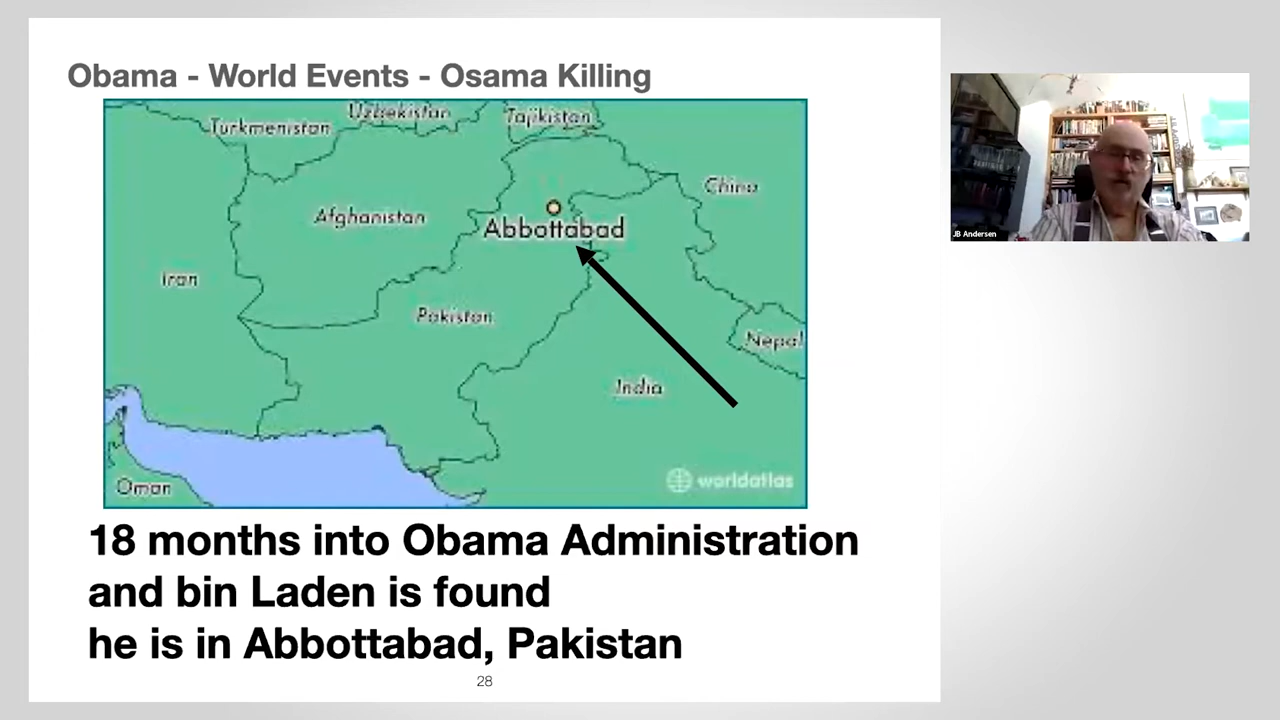 Obama - World Events - Osama Killing
Turkmenistan
Uzbekistan
Tajikistan
China
Afghanistan
Abbottabad
Iran
Pakistan
Nepal
India
Oman
worldatlas
18 months into Obama Administration
and bin Laden is found
he is in Abbottabad, Pakistan
28
JB Andersen